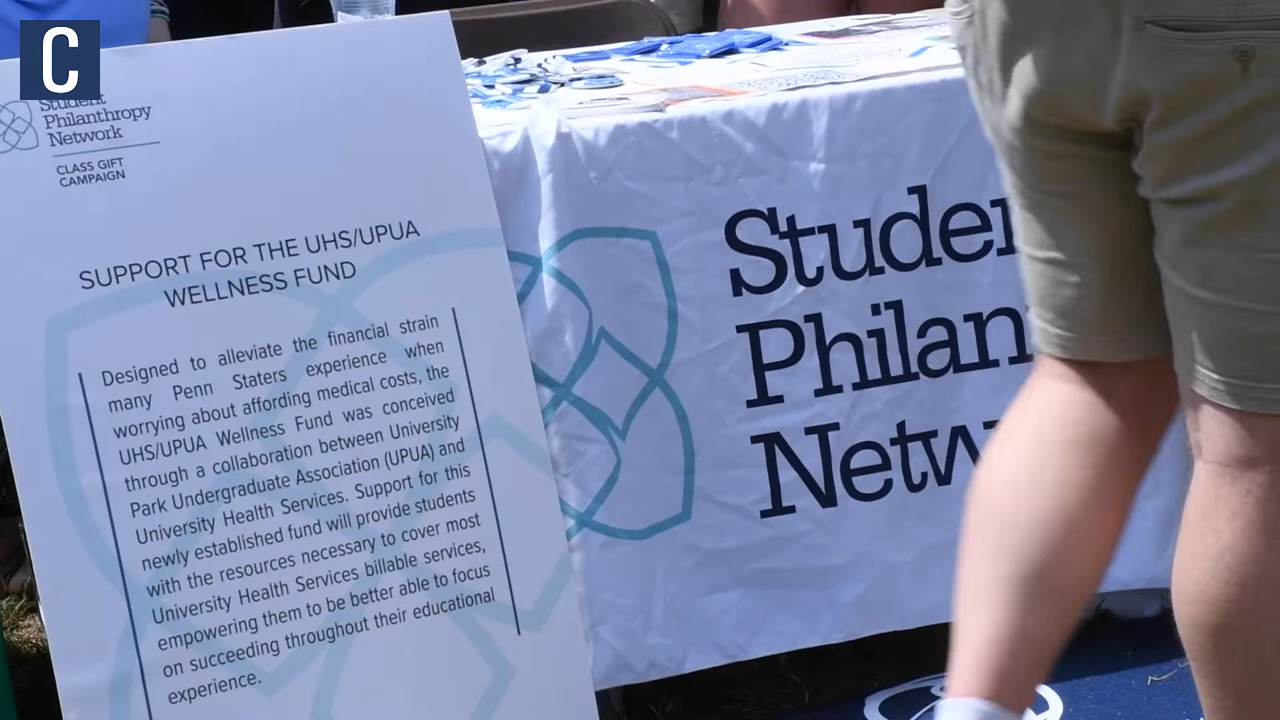 C
Student
Philanthropy
Network
CLASS GIFT
CAMPAIGN
SUPPORT FOR THE UHS/UPUA
WELLNESS FUND
Designed to alleviate the financial strain
many Penn Staters experience when
worrying about affording medical costs, the
UHS/UPUA Wellness Fund was conceived
through a collaboration between University
Park Undergraduate Association (UPUA) and
University Health Services. Support for this
newly established fund will provide students
with the resources necessary to cover most
University Health Services billable services,
empowering them to be better able to focus
on succeeding throughout their educational
experience.
Studen
Philan
Netw